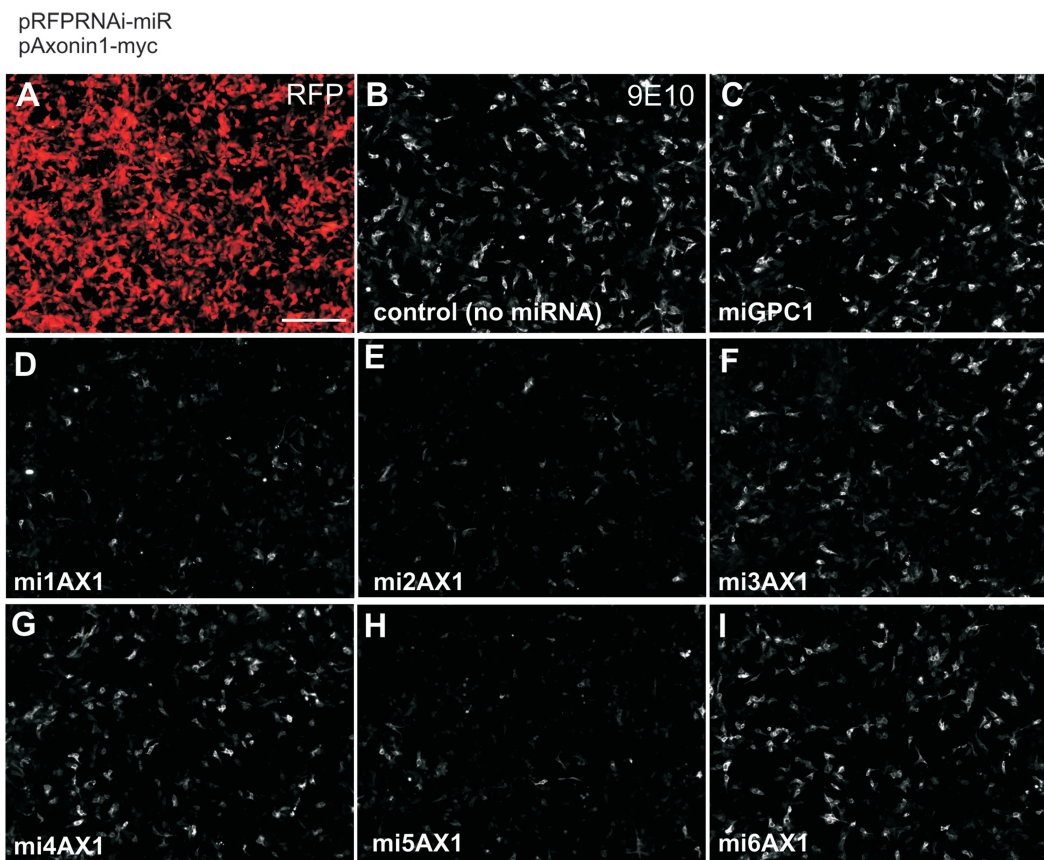 pRFPRNAi-miR
pAxonin1-myc
A RFP
B 9E10
control (no miRNA)
C
miGPC1
D
mi1AX1
E
mi2AX1
F
mi3AX1
G
mi4AX1
H
mi5AX1
I
mi6AX1